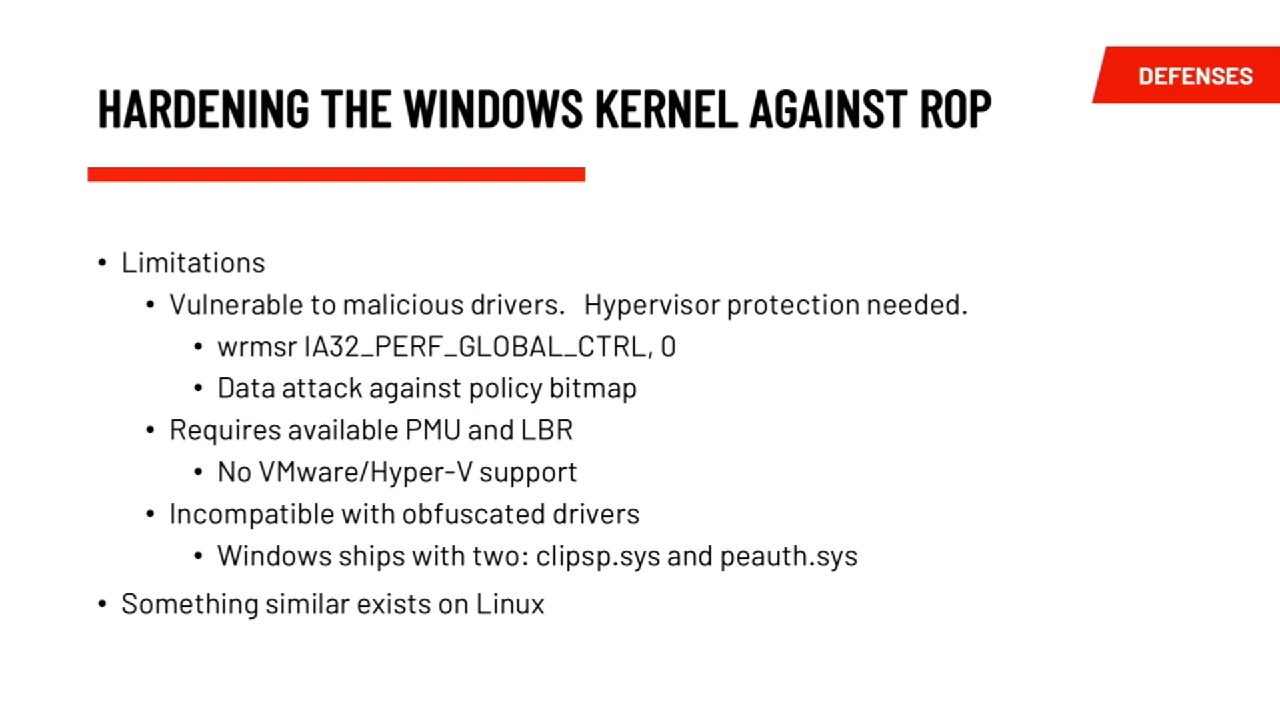 DEFENSES
HARDENING THE WINDOWS KERNEL AGAINST ROP
• Limitations
• Vulnerable to malicious drivers.   Hypervisor protection needed.
• wrmsr IA32_PERF_GLOBAL_CTRL, 0
• Data attack against policy bitmap
• Requires available PMU and LBR
• No VMware/Hyper-V support
• Incompatible with obfuscated drivers
• Windows ships with two: clipsp.sys and peauth.sys
• Something similar exists on Linux